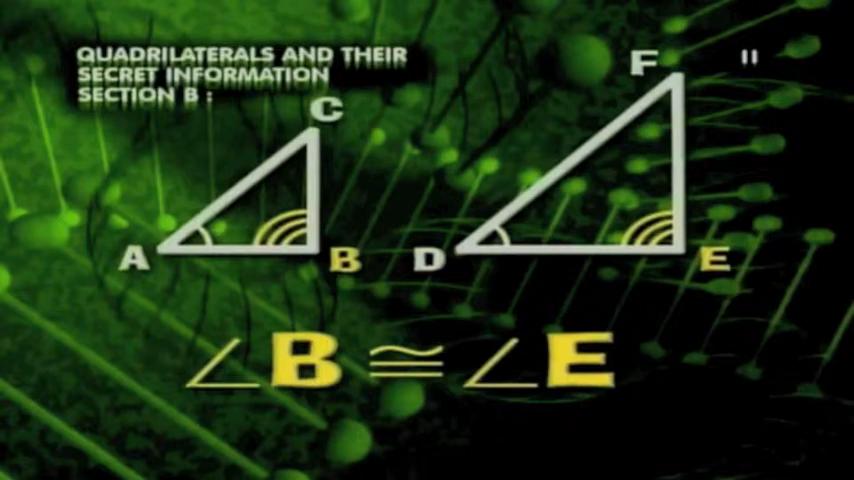 QUADRILATERALS AND THEIR
SECRET INFORMATION
SECTION B :
C
F
"
A
B
D
E
∠B ≅ ∠E